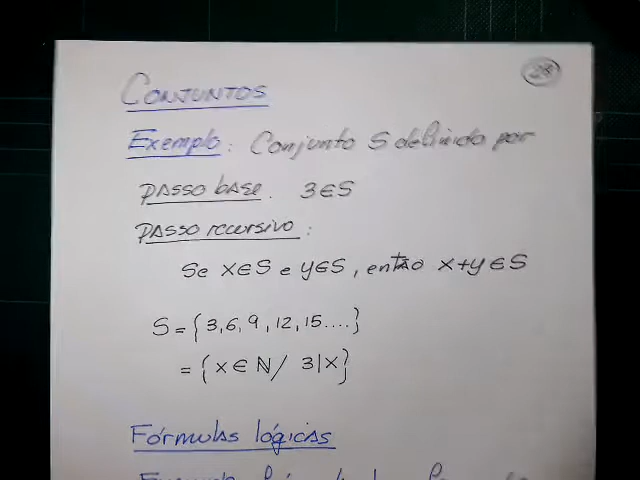 28
Conjuntos
Exemplo: Conjunto S definido por
Passo base. 3∈S
Passo recursivo:
Se x∈S e y∈S, então x+y∈S
S = {3, 6, 9, 12, 15....}
= {x ∈ ℕ / 3|x}
Fórmulas lógicas